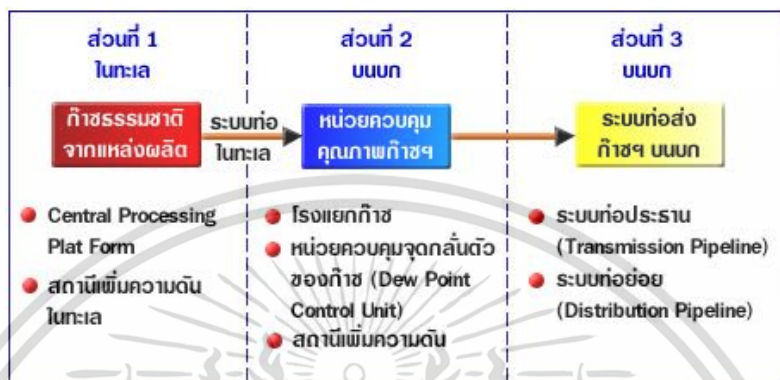 ส่วนที่ 1
ในทะเล
ก๊าซธรรมชาติ
จากแหล่งผลิต
ระบบท่อ
ในทะเล
Central Processing
Plat Form
สถานีเพิ่มความดัน
ในทะเล
ส่วนที่ 2
บนบก
หน่วยควบคุม
คุณภาพก๊าซฯ
โรงแยกก๊าซ
หน่วยควบคุมจุดกลั่นตัว
ของก๊าซ (Dew Point
Control Unit)
สถานีเพิ่มความดัน
ส่วนที่ 3
บนบก
ระบบท่อส่ง
ก๊าซฯ บนบก
ระบบท่อประธาน
(Transmission Pipeline)
ระบบท่อย่อย
(Distribution Pipeline)